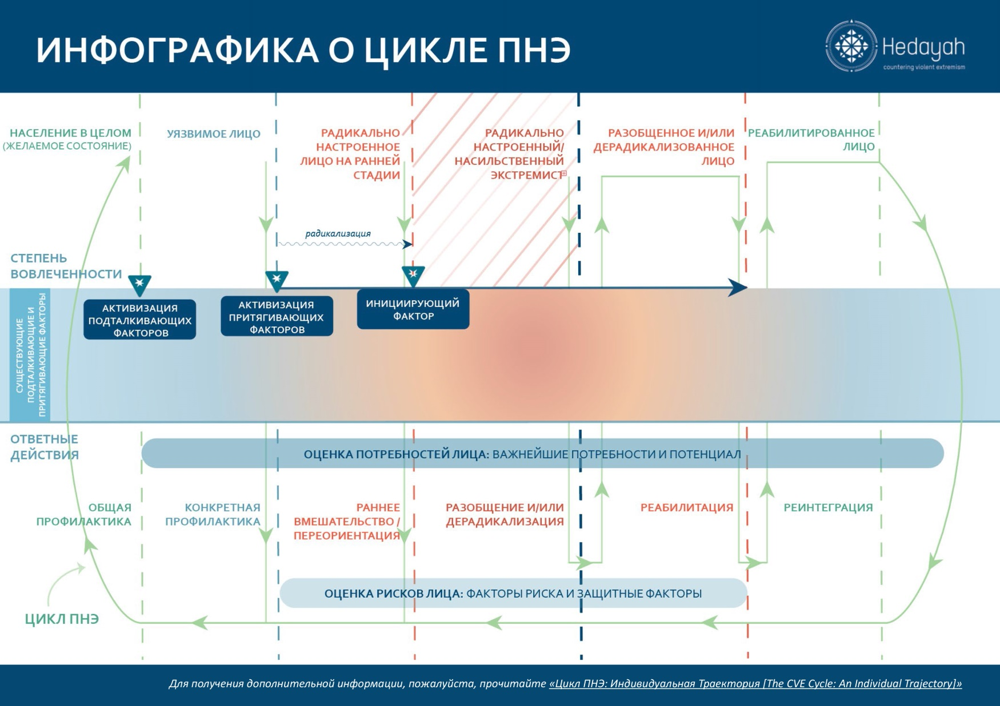 ИНФОГРАФИКА О ЦИКЛЕ ПНЭ
Hedayah
countering violent extremism
НАСЕЛЕНИЕ В ЦЕЛОМ
(ЖЕЛАЕМОЕ СОСТОЯНИЕ)
УЯЗВИМОЕ ЛИЦО
РАДИКАЛЬНО
НАСТРОЕННОЕ
ЛИЦО НА РАННЕЙ
СТАДИИ
РАДИКАЛЬНО
НАСТРОЕННЫЙ/
НАСИЛЬСТВЕННЫЙ
ЭКСТРЕМИСТ
РАЗОБЩЕННОЕ И/ИЛИ
ДЕРАДИКАЛИЗОВАННОЕ
ЛИЦО
РЕАБИЛИТИРОВАННОЕ
ЛИЦО
радикализация
СТЕПЕНЬ
ВОВЛЕЧЕННОСТИ
АКТИВИЗАЦИЯ
ПОДТАЛКИВАЮЩИХ
ФАКТОРОВ
АКТИВИЗАЦИЯ
ПРИТЯГИВАЮЩИХ
ФАКТОРОВ
ИНИЦИИРУЮЩИЙ
ФАКТОР
СУЩЕСТВУЮЩИЕ
ПОДТАЛКИВАЮЩИЕ И
ПРИТЯГИВАЮЩИЕ ФАКТОРЫ
ОТВЕТНЫЕ
ДЕЙСТВИЯ
ОЦЕНКА ПОТРЕБНОСТЕЙ ЛИЦА: ВАЖНЕЙШИЕ ПОТРЕБНОСТИ И ПОТЕНЦИАЛ
ОБЩАЯ
ПРОФИЛАКТИКА
КОНКРЕТНАЯ
ПРОФИЛАКТИКА
РАННЕЕ
ВМЕШАТЕЛЬСТВО /
ПЕРЕОРИЕНТАЦИЯ
РАЗОБЩЕНИЕ И/ИЛИ
ДЕРАДИКАЛИЗАЦИЯ
РЕАБИЛИТАЦИЯ
РЕИНТЕГРАЦИЯ
ОЦЕНКА РИСКОВ ЛИЦА: ФАКТОРЫ РИСКА И ЗАЩИТНЫЕ ФАКТОРЫ
ЦИКЛ ПНЭ
Для получения дополнительной информации, пожалуйста, прочитайте «Цикл ПНЭ: Индивидуальная Траектория [The CVE Cycle: An Individual Trajectory]»